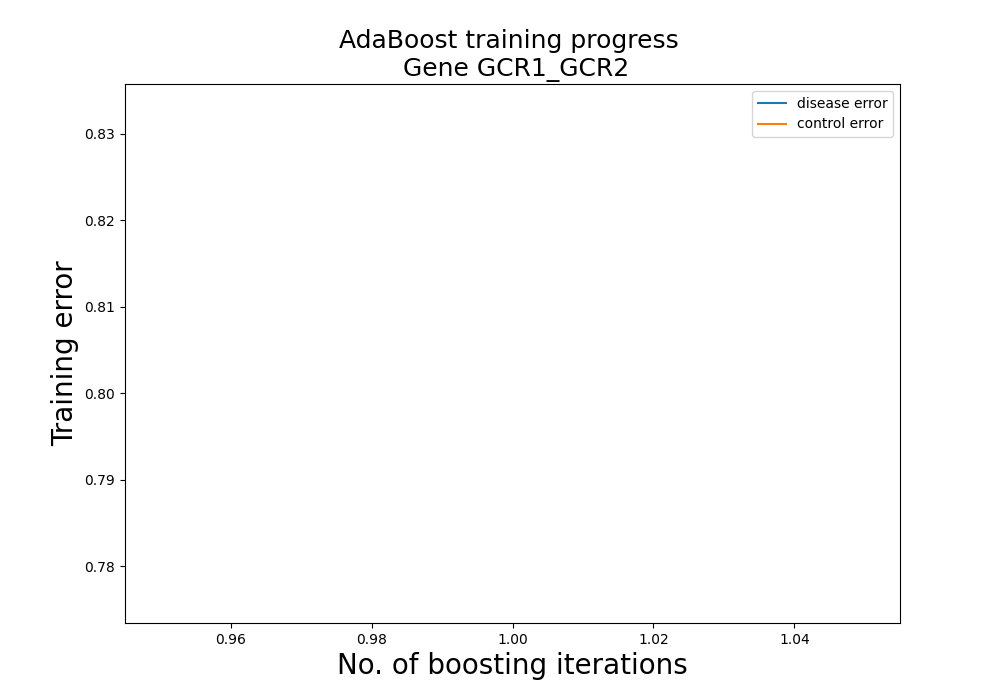 AdaBoost training progress
Gene GCR1_GCR2
disease error
control error
0.83
0.82
0.81
0.80
0.79
0.78
Training error
0.96 0.98 1.00 1.02 1.04
No. of boosting iterations